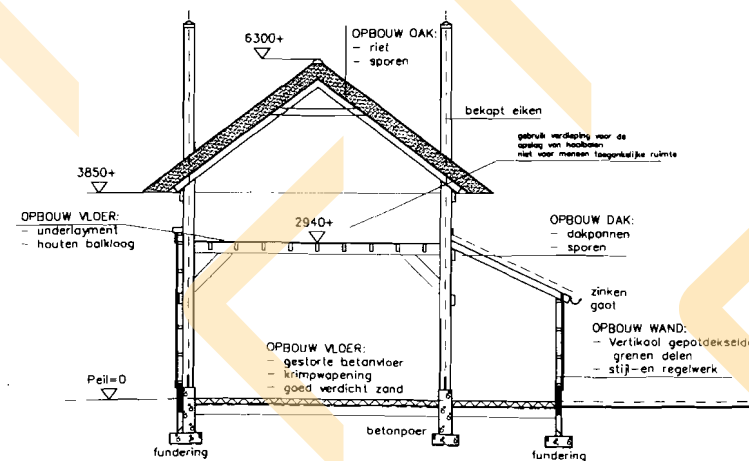 6300+
OPBOUW DAK:
- riet
- sporen
bekapt eiken
gebruik verdieping voor de
opslag van hooibalen
niet voor mensen toegankelijke ruimte
3850+
OPBOUW VLOER:
- underlayment
- houten balklaag
2940+
OPBOUW DAK:
- dakpannen
- sporen
zinken
goot
OPBOUW WAND:
- Vertikaal gepotdekselde
grenen delen
- stijl-en regelwerk
OPBOUW VLOER:
- gestorte betonvloer
- krimpwapening
- goed verdicht zand
Peil=0
betonpoer
fundering
fundering